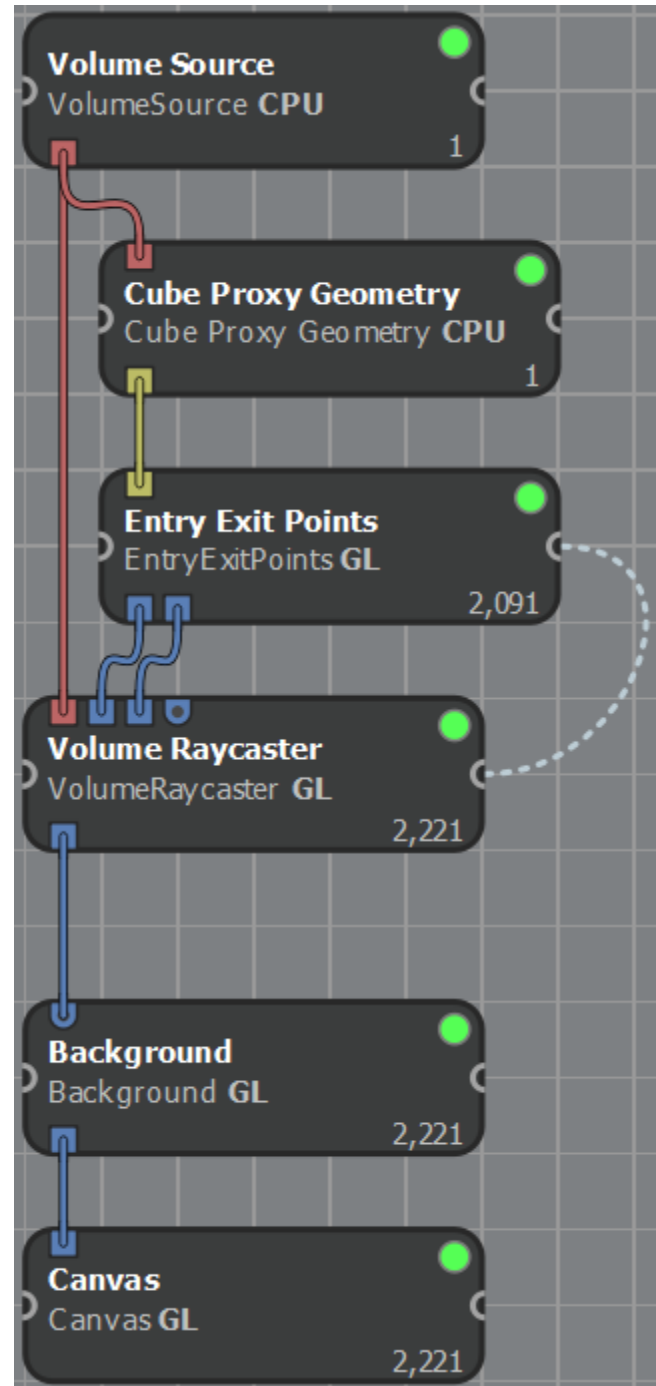 Volume Source
VolumeSource CPU
1
Cube Proxy Geometry
Cube Proxy Geometry CPU
1
Entry Exit Points
EntryExitPoints GL
2,091
Volume Raycaster
VolumeRaycaster GL
2,221
Background
Background GL
2,221
Canvas
Canvas GL
2,221